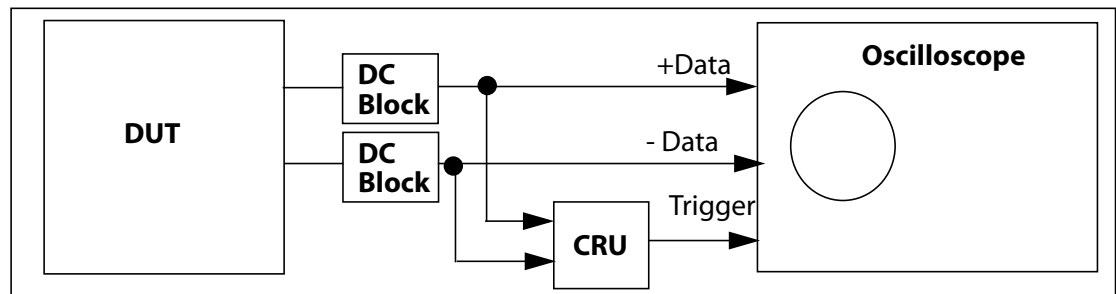 DUT
DC
Block
DC
Block
+Data
- Data
Trigger
CRU
Oscilloscope